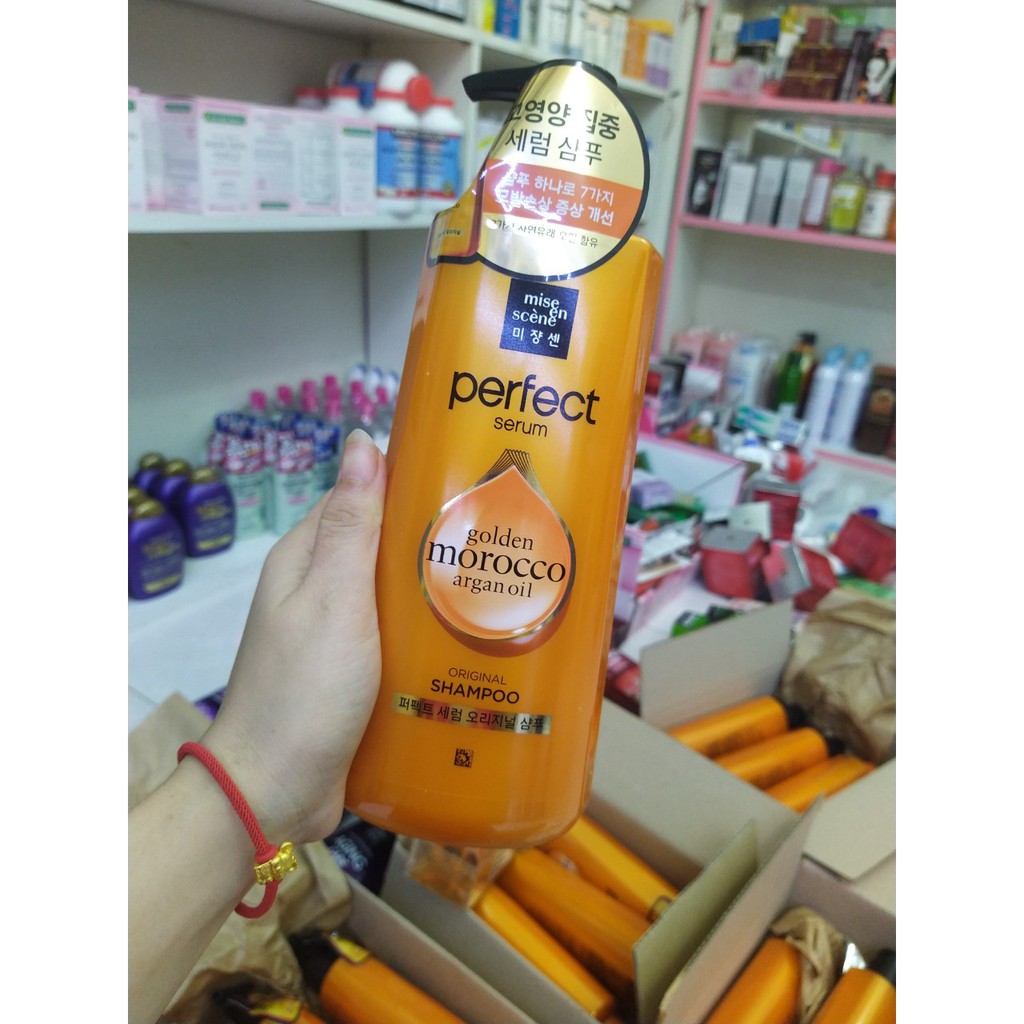 고영양 집중
세럼 샴푸
샴푸 하나로 7가지
모발손상 증상 개선
mise
en
scène
미쟝센
perfect
serum
golden
morocco
argan oil
ORIGINAL
SHAMPOO
퍼펙트 세럼 오리지널 샴푸